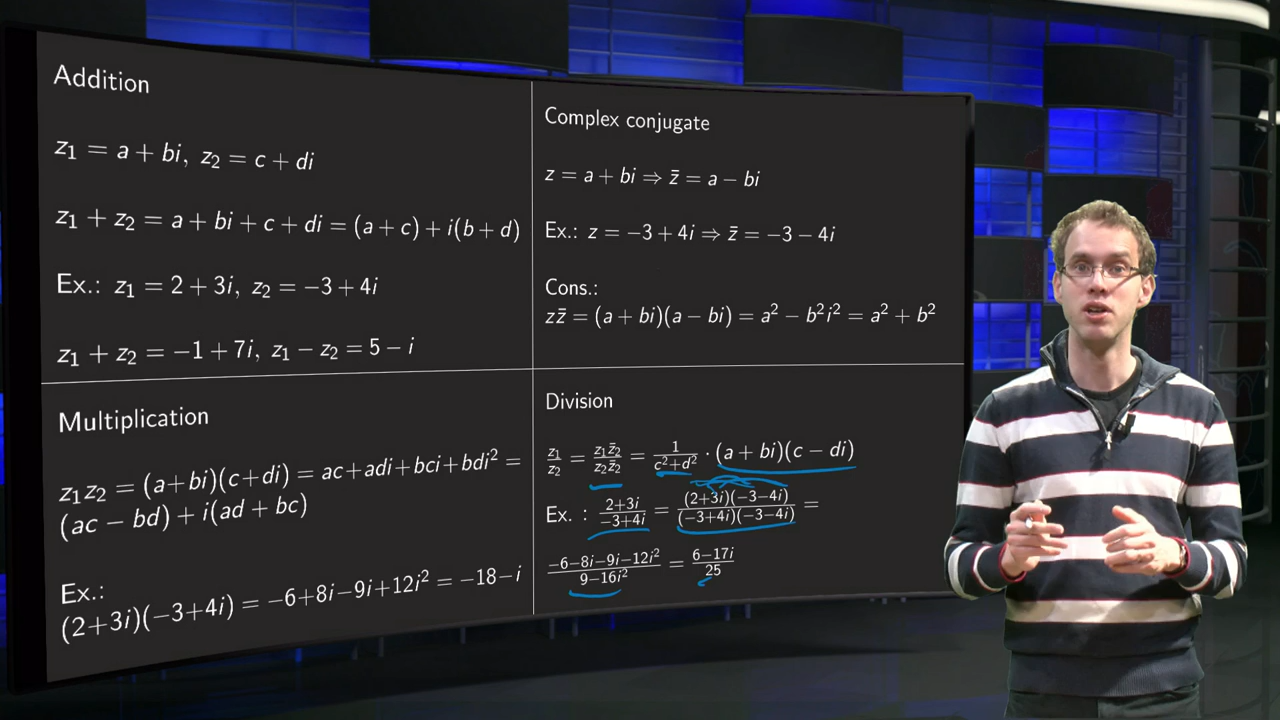 Addition
z₁ = a + bi, z₂ = c + di
z₁ + z₂ = a + bi + c + di = (a + c) + i(b + d)
Ex.: z₁ = 2 + 3i, z₂ = −3 + 4i
z₁ + z₂ = −1 + 7i, z₁ − z₂ = 5 − i
Complex conjugate
z = a + bi ⇒ z̄ = a − bi
Ex.: z = −3 + 4i ⇒ z̄ = −3 − 4i
Cons.:
zz̄ = (a + bi)(a − bi) = a² − b²i² = a² + b²
Multiplication
z₁z₂ = (a+bi)(c+di) = ac+adi+bci+bdi² =
(ac − bd) + i(ad + bc)
Ex.:
(2+3i)(−3+4i) = −6+8i−9i+12i² = −18−i
Division
z₁/z₂ = z₁z̄₂/z₂z̄₂ = 1/(c²+d²) · (a + bi)(c − di)
Ex. : (2+3i)/(−3+4i) = (2+3i)(−3−4i)/(−3+4i)(−3−4i) =
(−6−8i−9i−12i²)/(9−16i²) = (6−17i)/25